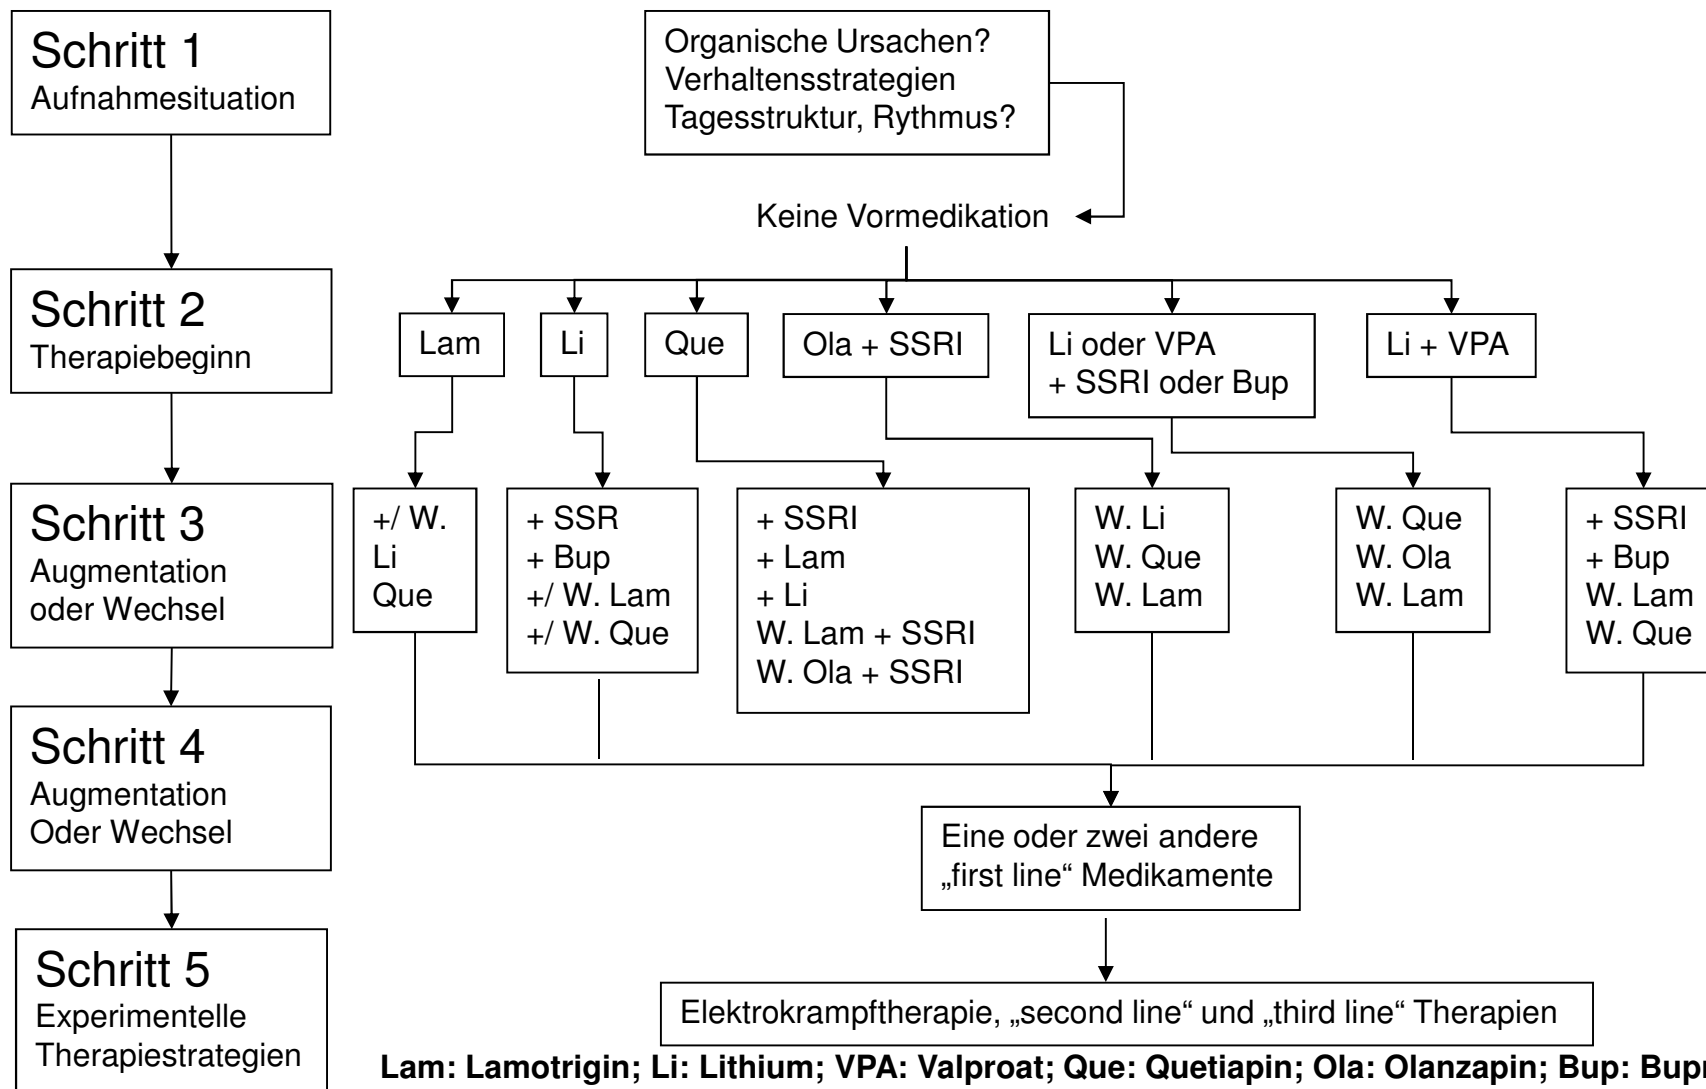 Schritt 1
Aufnahmesituation
Organische Ursachen?
Verhaltensstrategien
Tagesstruktur, Rythmus?
Keine Vormedikation
Schritt 2
Therapiebeginn
Lam
Li
Que
Ola + SSRI
Li oder VPA
+ SSRI oder Bup
Li + VPA
Schritt 3
Augmentation
oder Wechsel
+/ W.
Li
Que
+ SSR
+ Bup
+/ W. Lam
+/ W. Que
+ SSRI
+ Lam
+ Li
W. Lam + SSRI
W. Ola + SSRI
W. Li
W. Que
W. Lam
W. Que
W. Ola
W. Lam
+ SSRI
+ Bup
W. Lam
W. Que
Schritt 4
Augmentation
Oder Wechsel
Eine oder zwei andere
„first line“ Medikamente
Schritt 5
Experimentelle
Therapiestrategien
Elektrokrampftherapie, „second line“ und „third line“ Therapien
Lam: Lamotrigin; Li: Lithium; VPA: Valproat; Que: Quetiapin; Ola: Olanzapin; Bup: